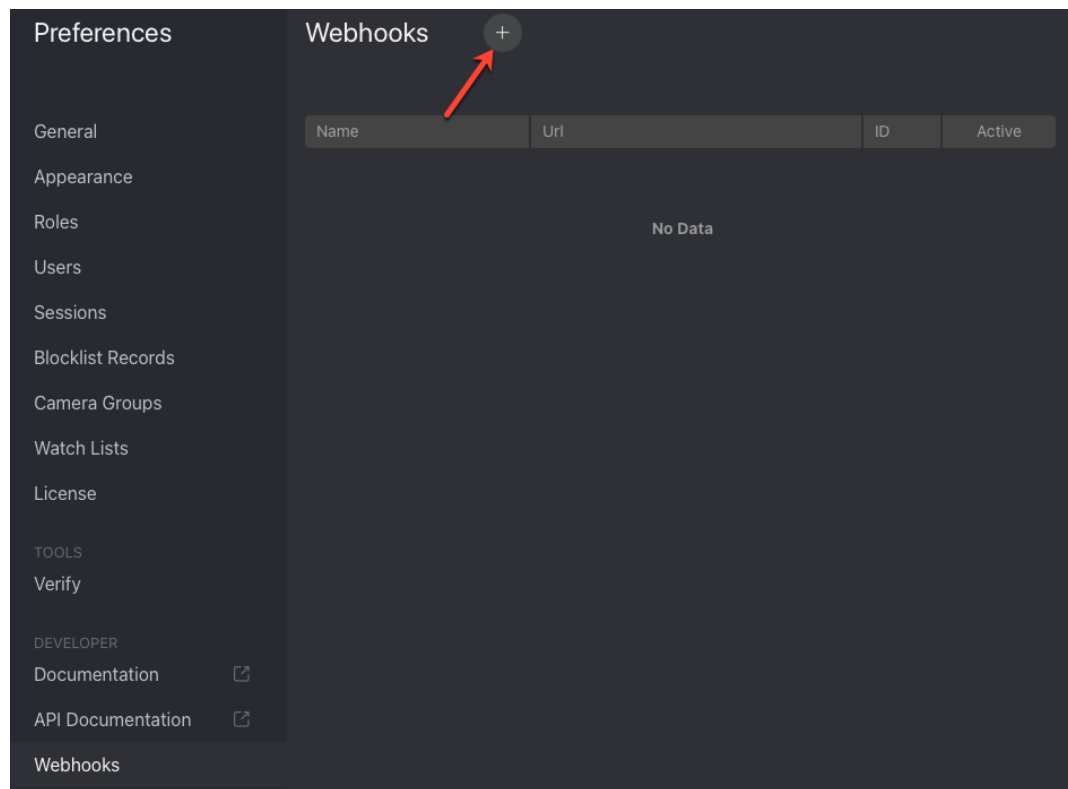 Preferences
General
Appearance
Roles
Users
Sessions
Blocklist Records
Camera Groups
Watch Lists
License
TOOLS
Verify
DEVELOPER
Documentation
API Documentation
Webhooks
Webhooks +
Name Url ID Active
No Data